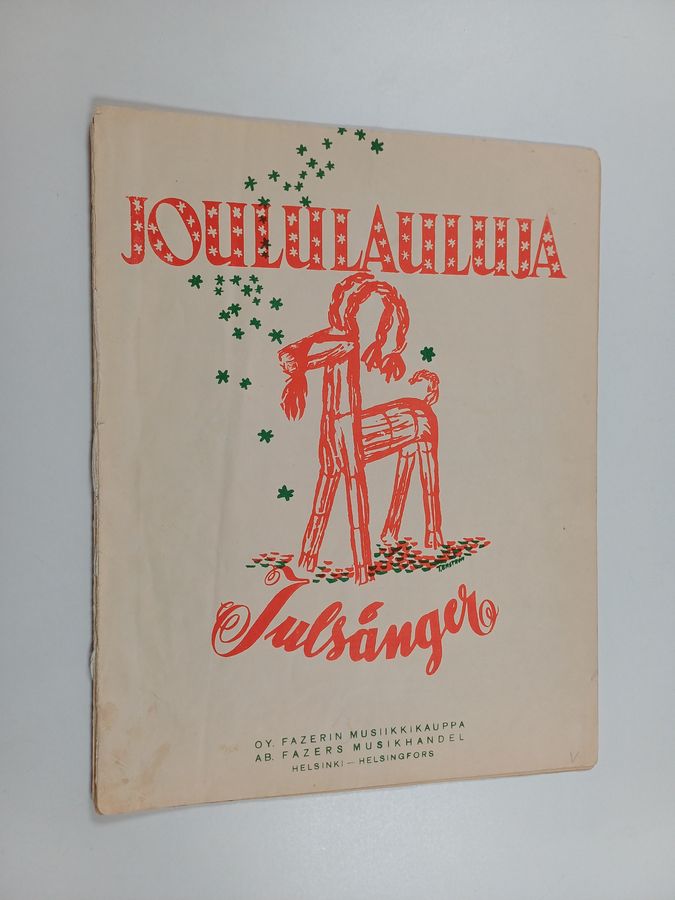 JOULULAULUJA
Julsånger
OY. FAZERIN MUSIIKKIKAUPPA
AB. FAZERS MUSIKHANDEL
HELSINKI — HELSINGFORS